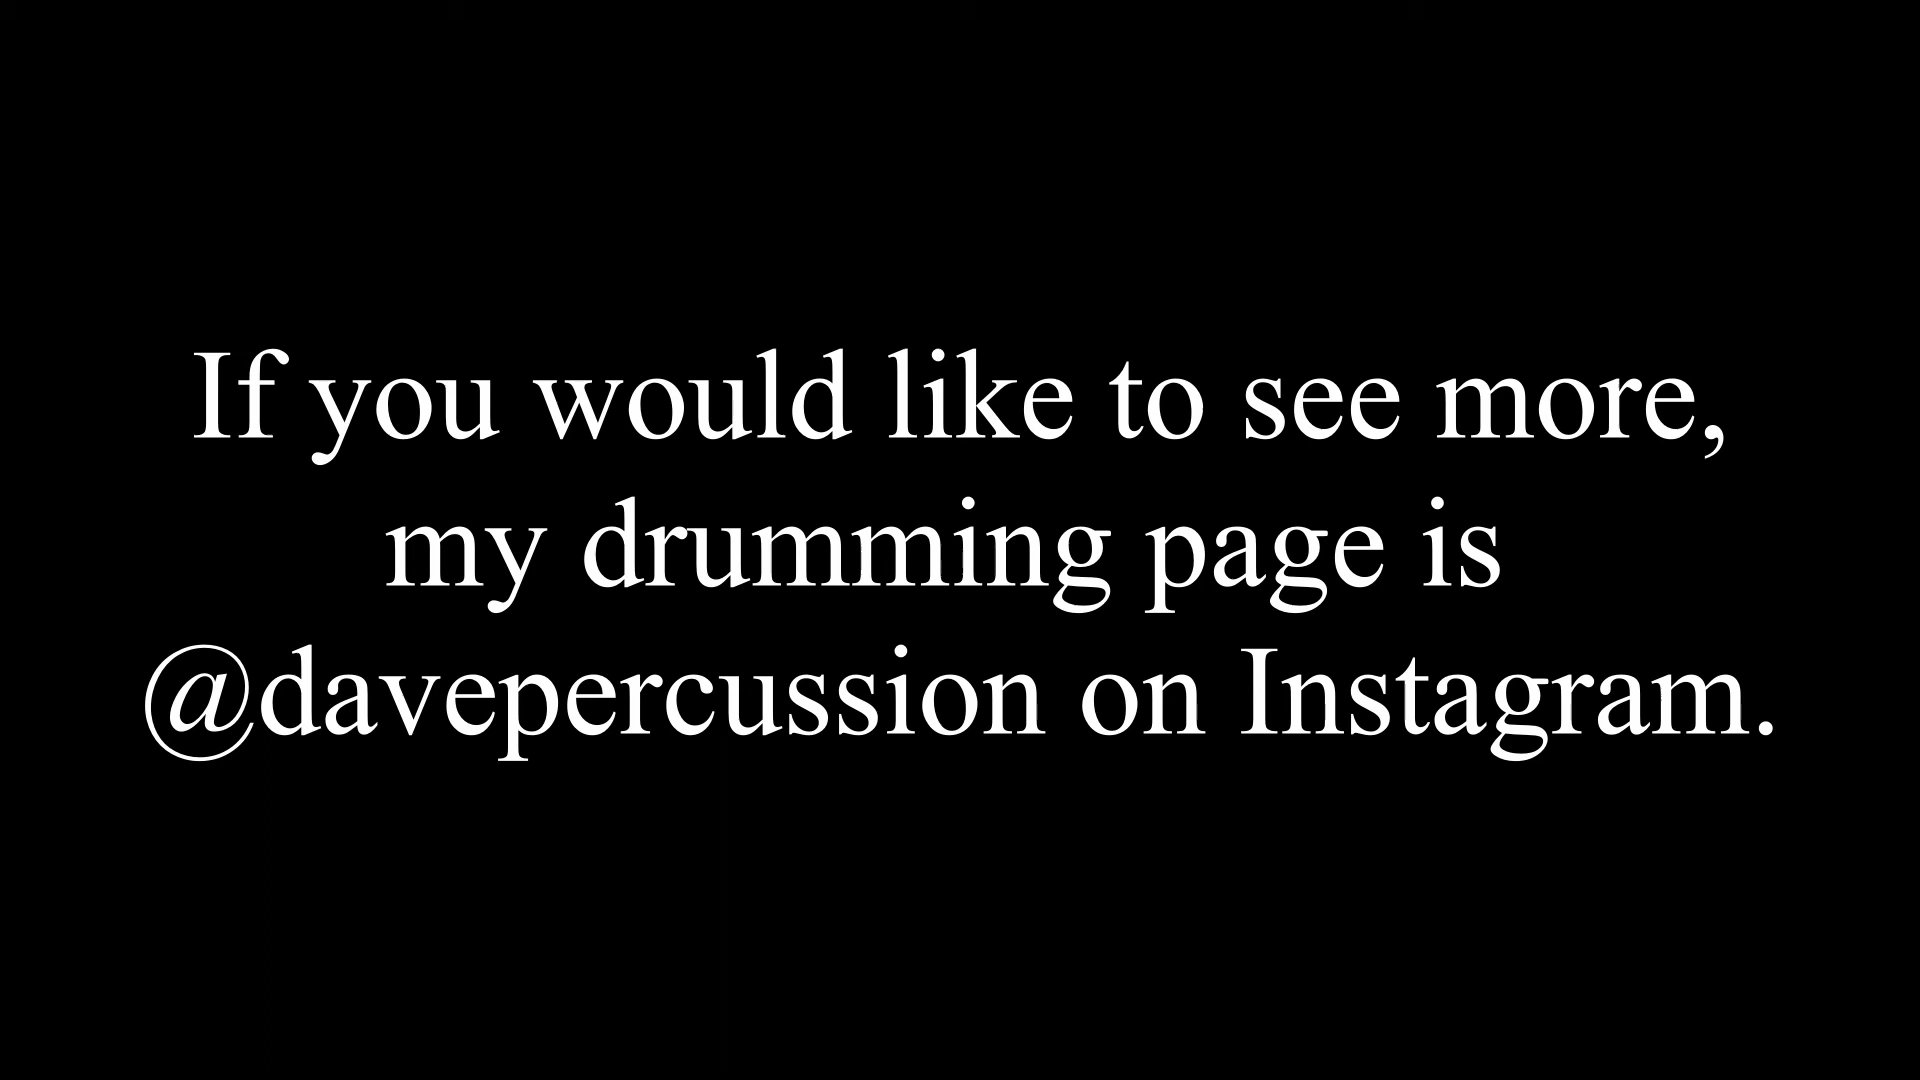 If you would like to see more,
my drumming page is
@davepercussion on Instagram.